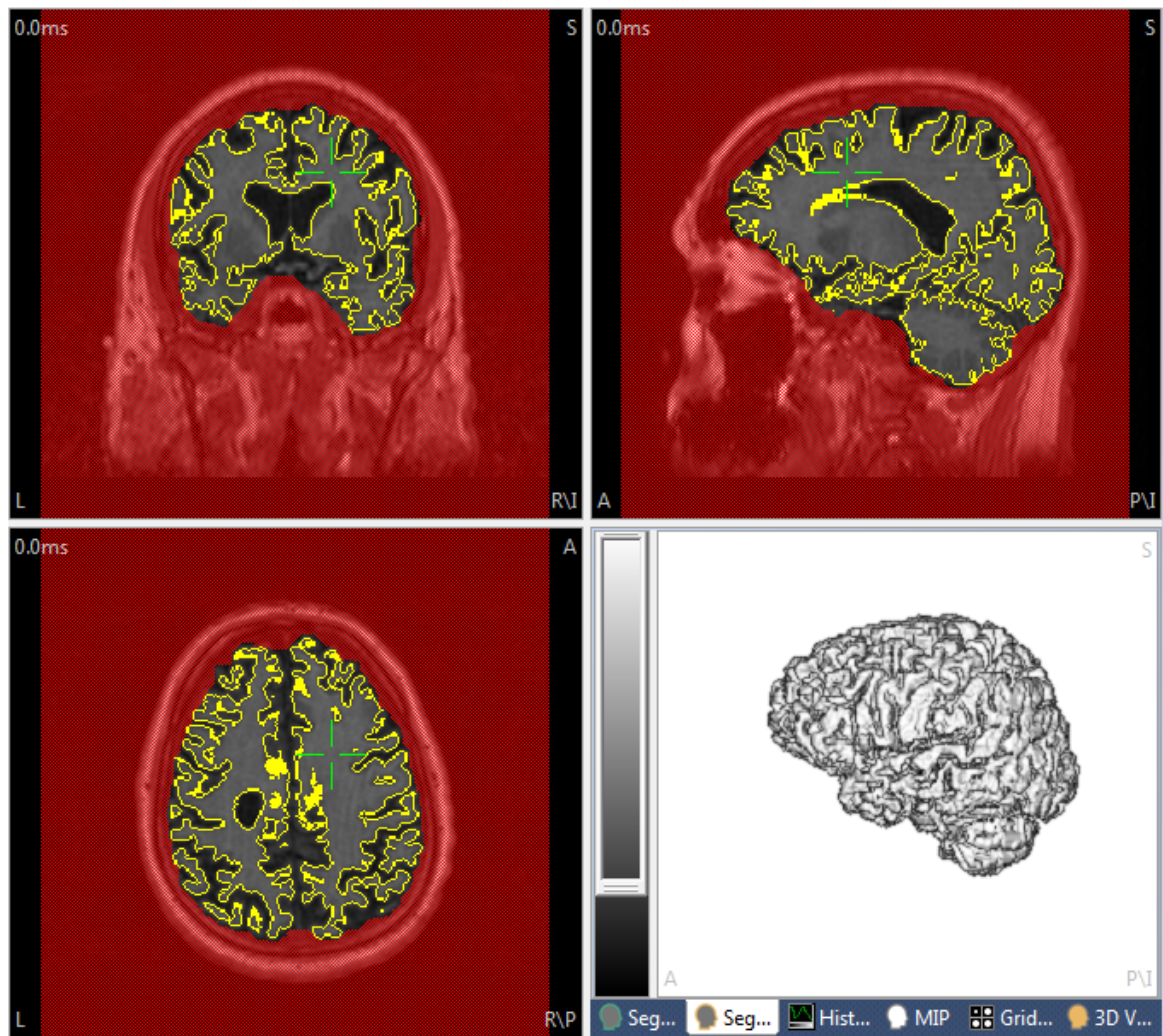 0.0ms S
L R\I
0.0ms S
A P\I
0.0ms A
L R\P
S
A P\I
Seg... Seg... Hist... MIP Grid... 3D V...